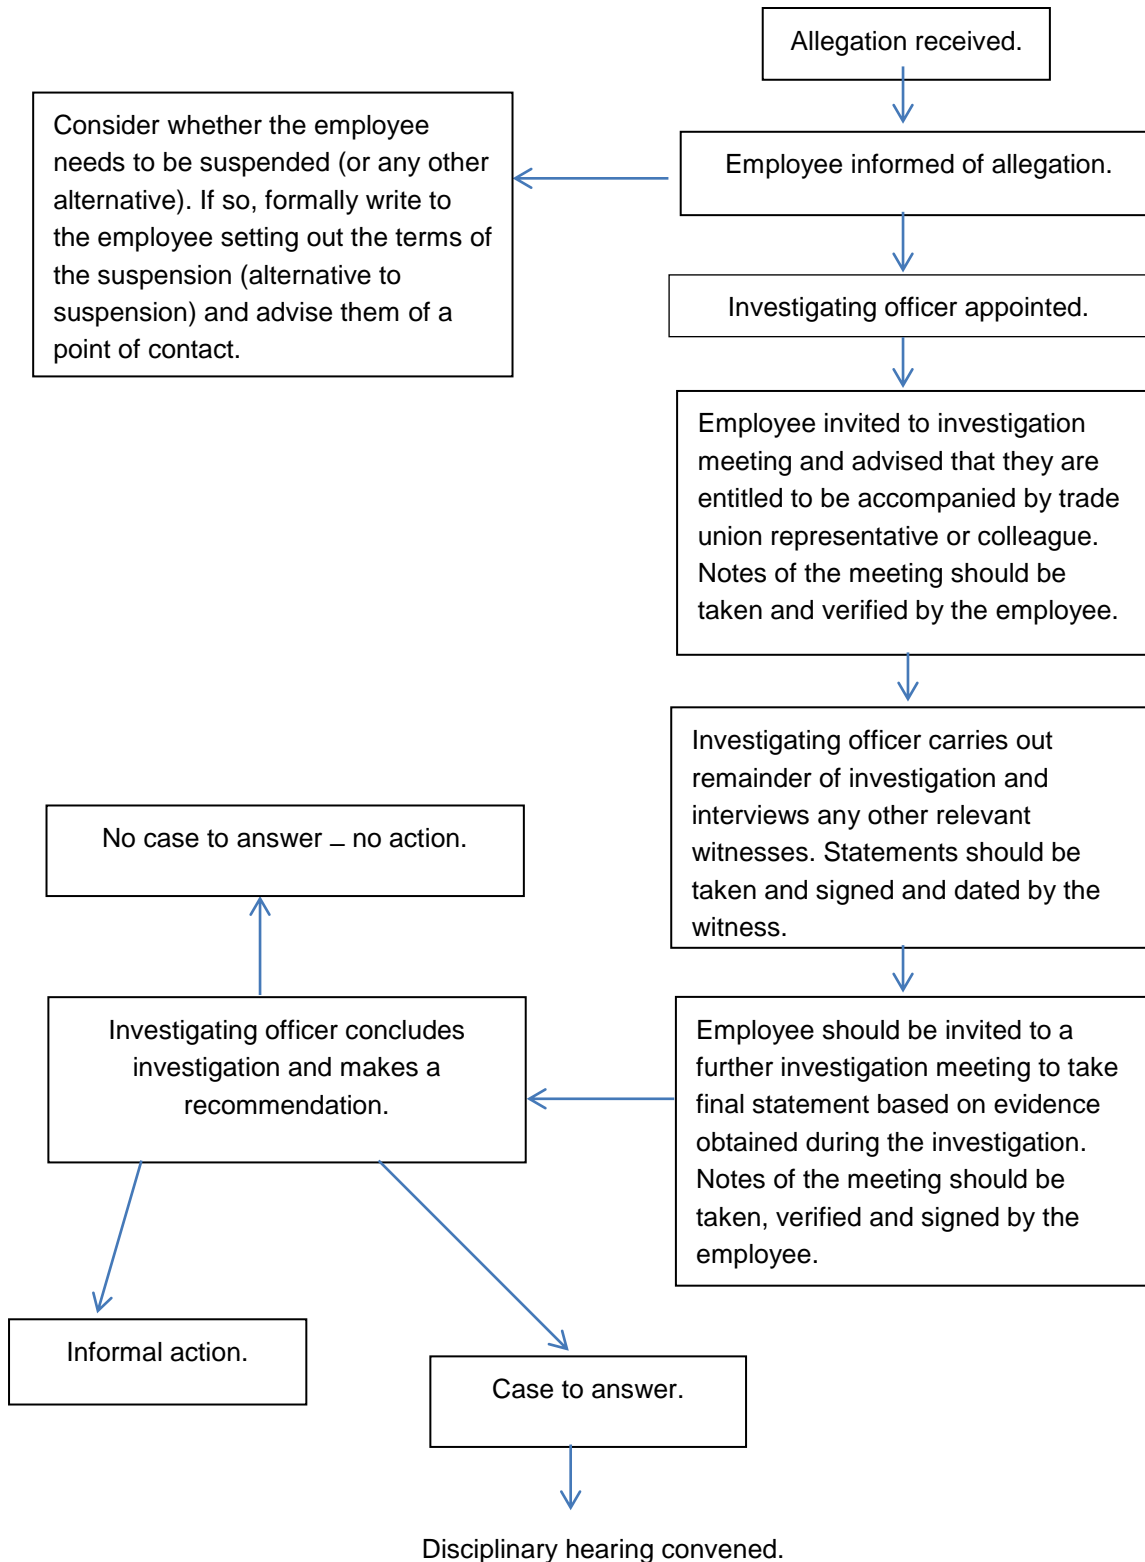 Allegation received.
Consider whether the employee
needs to be suspended (or any other
alternative). If so, formally write to
the employee setting out the terms of
the suspension (alternative to
suspension) and advise them of a
point of contact.
Employee informed of allegation.
Investigating officer appointed.
Employee invited to investigation
meeting and advised that they are
entitled to be accompanied by trade
union representative or colleague.
Notes of the meeting should be
taken and verified by the employee.
Investigating officer carries out
remainder of investigation and
interviews any other relevant
witnesses. Statements should be
taken and signed and dated by the
witness.
No case to answer – no action.
Investigating officer concludes
investigation and makes a
recommendation.
Employee should be invited to a
further investigation meeting to take
final statement based on evidence
obtained during the investigation.
Notes of the meeting should be
taken, verified and signed by the
employee.
Informal action.
Case to answer.
Disciplinary hearing convened.